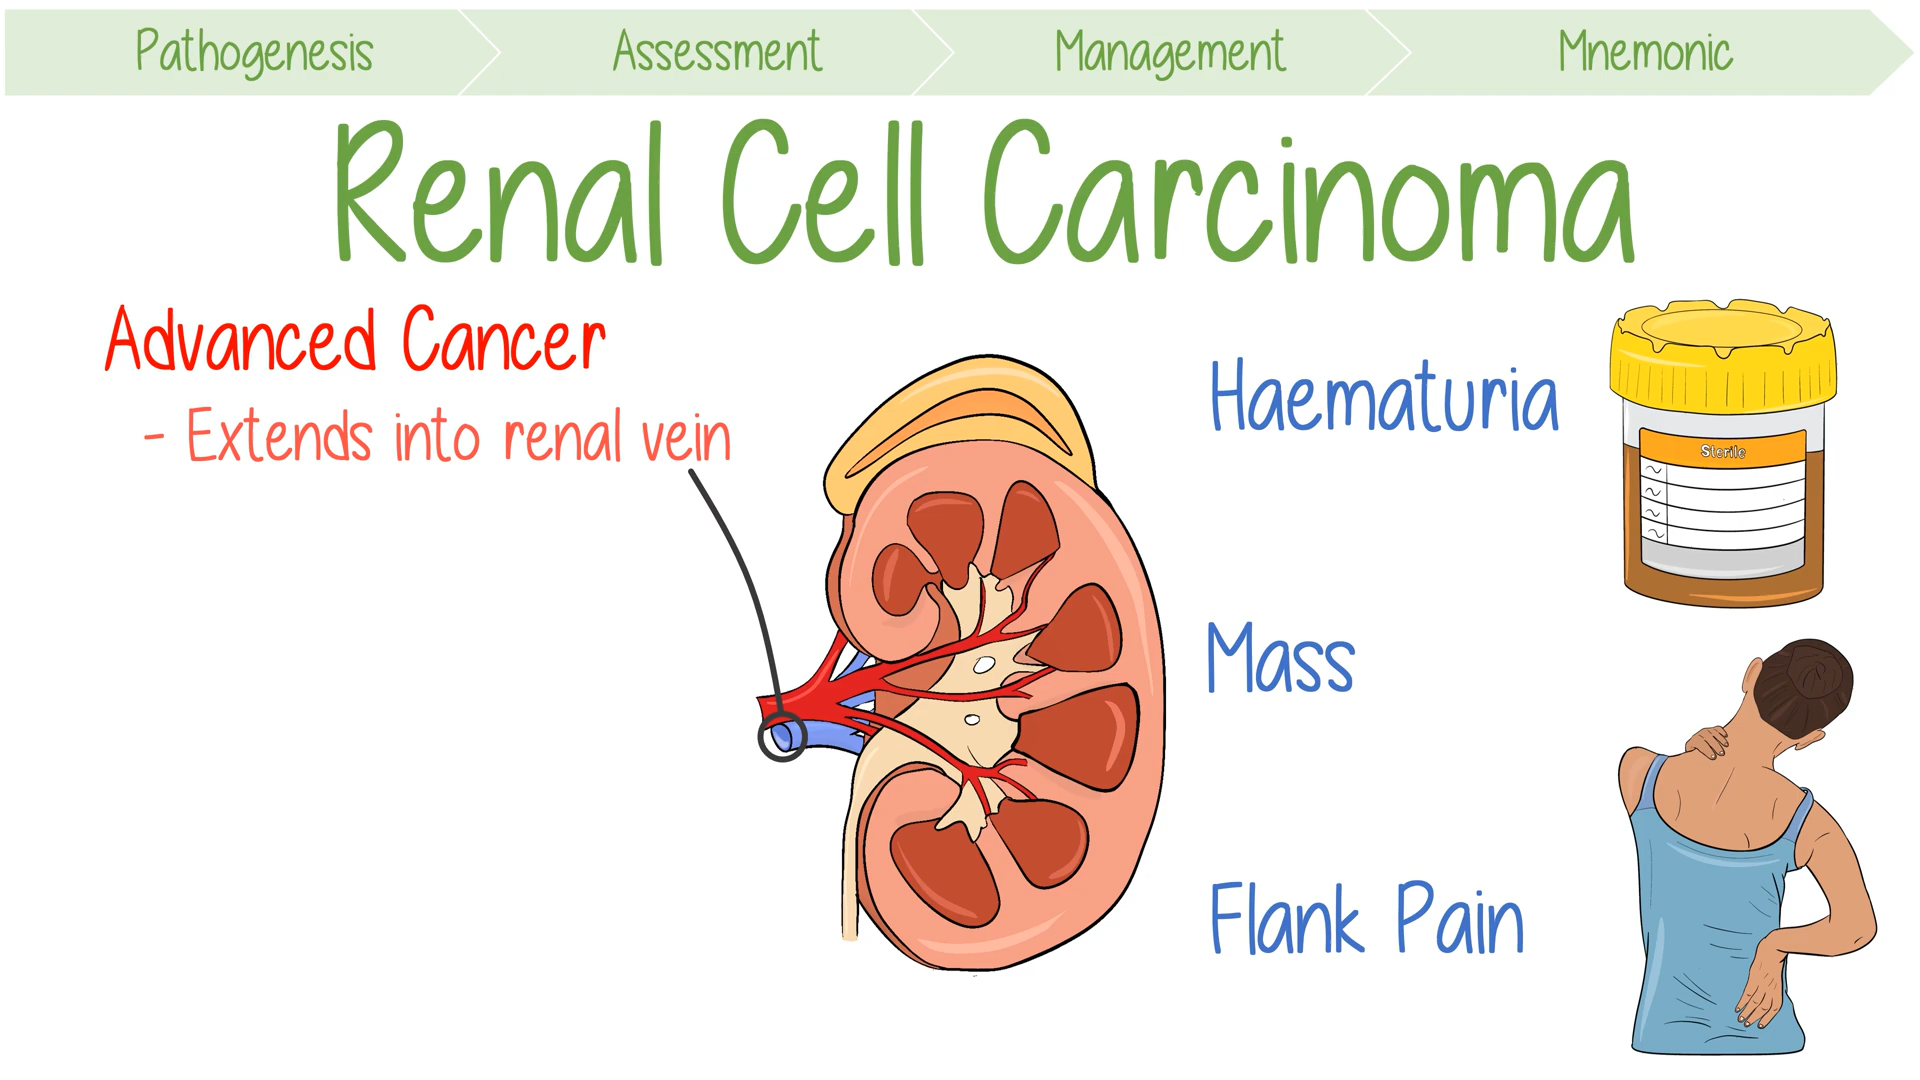 Pathogenesis
Assessment
Management
Mnemonic
Renal Cell Carcinoma
Advanced Cancer
- Extends into renal vein
Haematuria
Sterile
Mass
Flank Pain